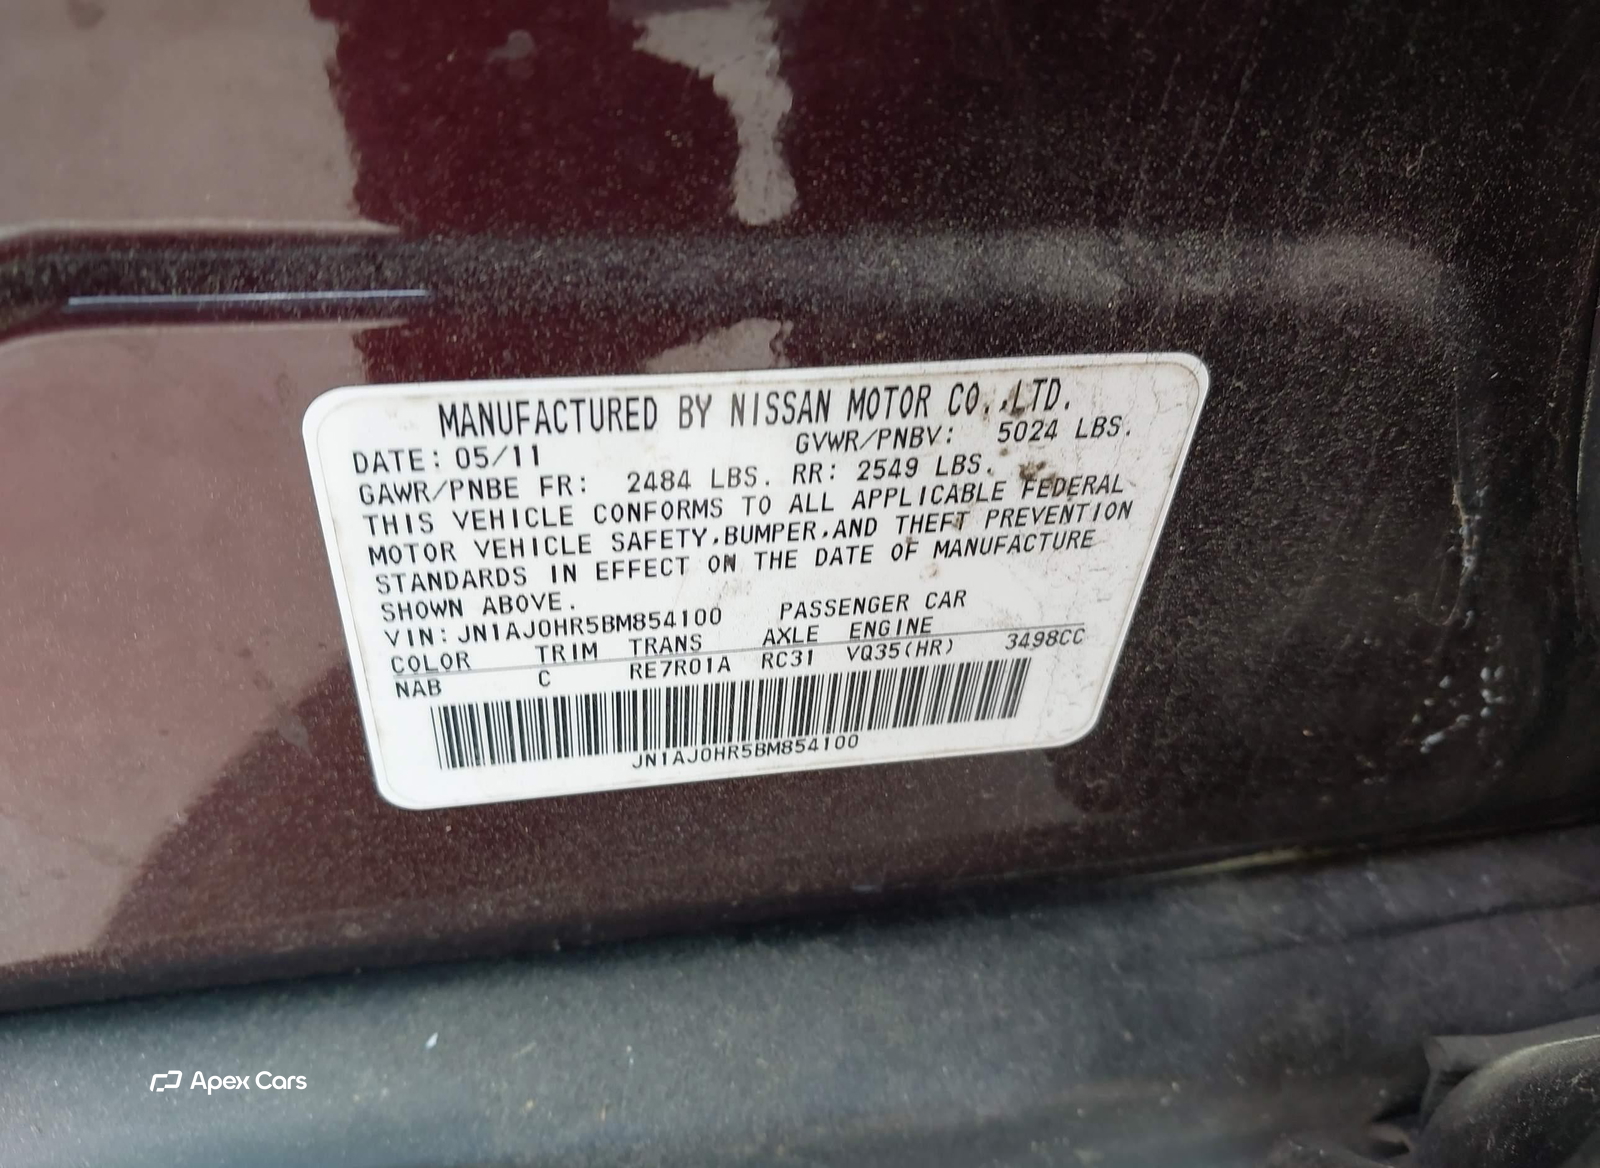 MANUFACTURED BY NISSAN MOTOR CO.,LTD.
DATE: 05/11 GVWR/PNBV: 5024 LBS.
GAWR/PNBE FR: 2484 LBS. RR: 2549 LBS.
THIS VEHICLE CONFORMS TO ALL APPLICABLE FEDERAL
MOTOR VEHICLE SAFETY,BUMPER,AND THEFT PREVENTION
STANDARDS IN EFFECT ON THE DATE OF MANUFACTURE
SHOWN ABOVE.
VIN:JN1AJ0HR5BM854100 PASSENGER CAR
COLOR TRIM TRANS AXLE ENGINE
NAB C RE7R01A RC31 VQ35(HR) 3498CC
JN1AJ0HR5BM854100
Apex Cars